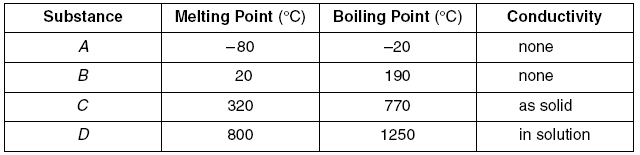 Substance Melting Point (°C) Boiling Point (°C) Conductivity
A –80 –20 none
B 20 190 none
C 320 770 as solid
D 800 1250 in solution